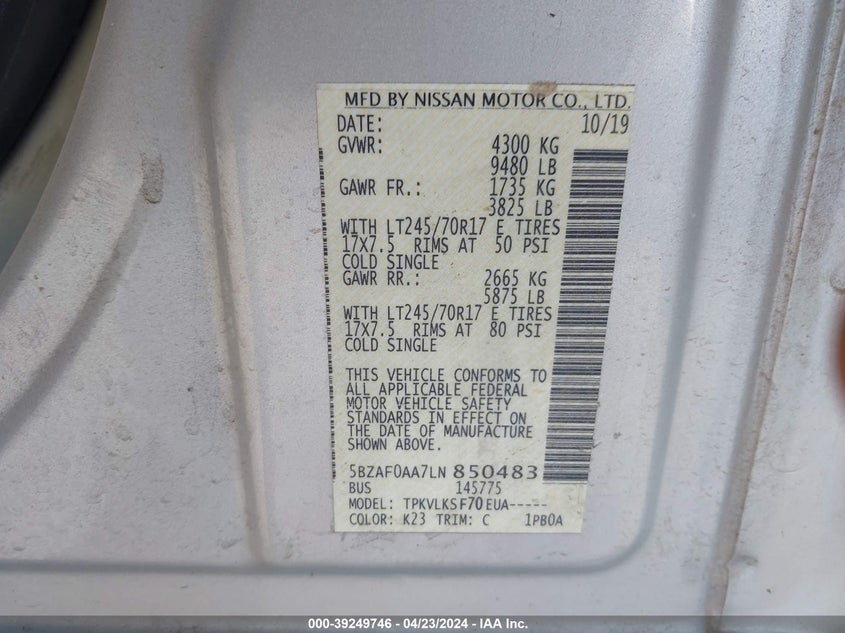 MFD BY NISSAN MOTOR CO., LTD.
DATE: 10/19
GVWR: 4300 KG
9480 LB
GAWR FR.: 1735 KG
3825 LB
WITH LT245/70R17 E TIRES
17X7.5 RIMS AT 50 PSI
COLD SINGLE
GAWR RR.: 2665 KG
5875 LB
WITH LT245/70R17 E TIRES
17X7.5 RIMS AT 80 PSI
COLD SINGLE
THIS VEHICLE CONFORMS TO
ALL APPLICABLE FEDERAL
MOTOR VEHICLE SAFETY
STANDARDS IN EFFECT ON
THE DATE OF MANUFACTURE
SHOWN ABOVE.
5BZAF0AA7LN 850483
BUS 145775
MODEL: TPKVLKSF70EUA-----
COLOR: K23 TRIM: C 1PB0A
000-39249746 - 04/23/2024 - IAA Inc.